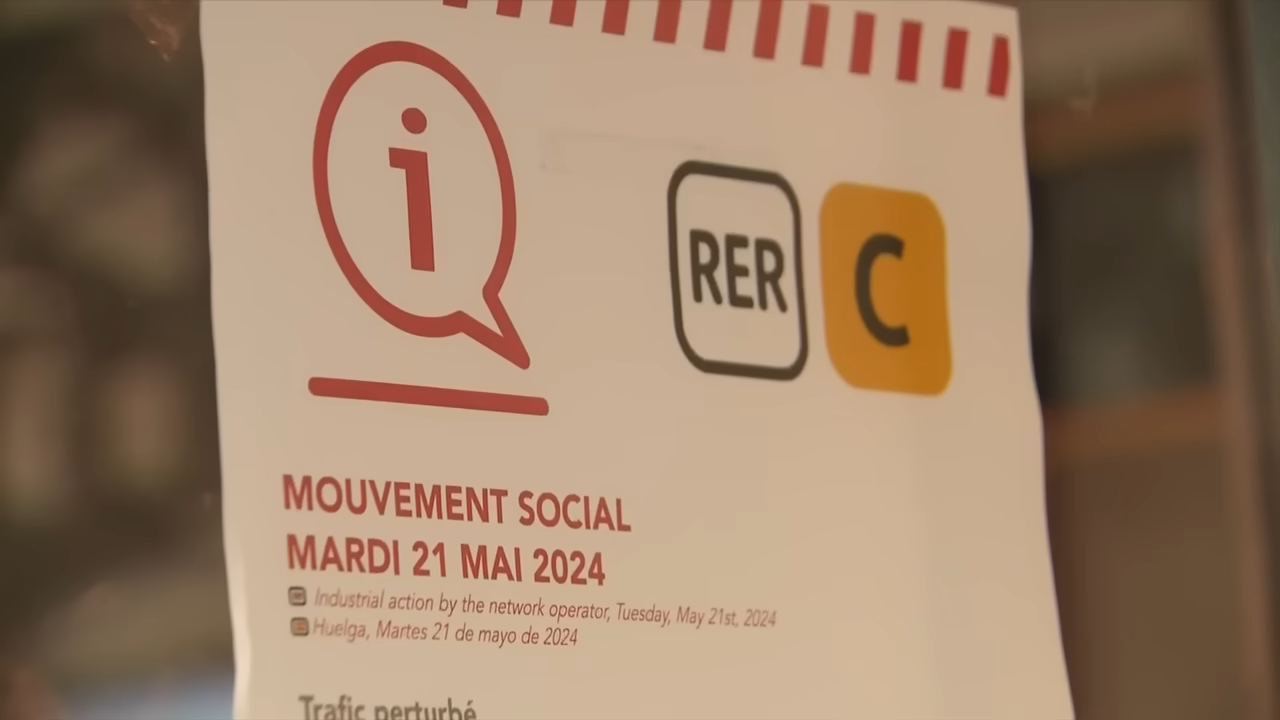 i
RER C
MOUVEMENT SOCIAL
MARDI 21 MAI 2024
Industrial action by the network operator, Tuesday, May 21st, 2024
Huelga, Martes 21 de mayo de 2024
Trafic perturbé